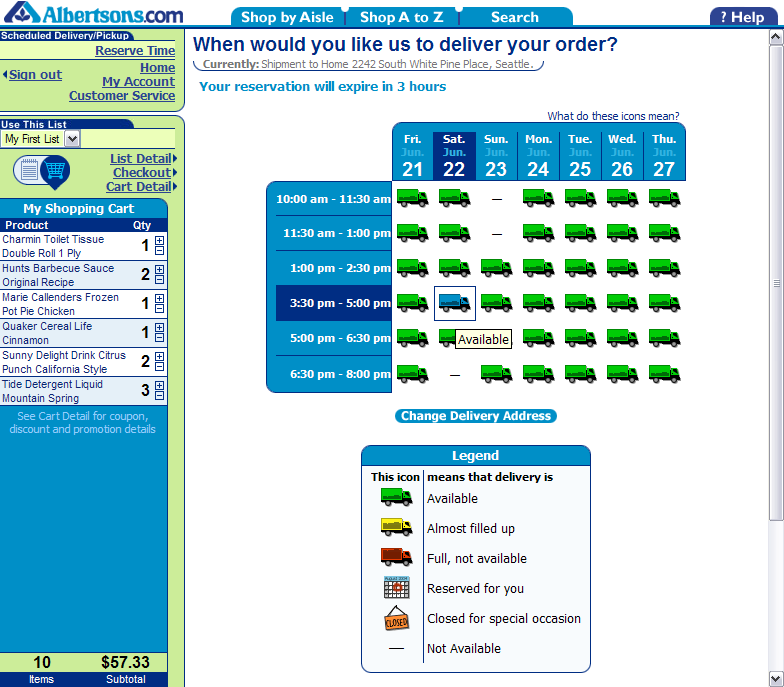 Albertsons.com
Shop by Aisle
Shop A to Z
Search
? Help
Scheduled Delivery/Pickup
Reserve Time
Sign out
Home
My Account
Customer Service
Use This List
My First List
List Detail
Checkout
Cart Detail
My Shopping Cart
Product Qty
Charmin Toilet Tissue
Double Roll 1 Ply
1
Hunts Barbecue Sauce
Original Recipe
2
Marie Callenders Frozen
Pot Pie Chicken
1
Quaker Cereal Life
Cinnamon
1
Sunny Delight Drink Citrus
Punch California Style
2
Tide Detergent Liquid
Mountain Spring
3
See Cart Detail for coupon,
discount and promotion details
10 $57.33
Items Subtotal
When would you like us to deliver your order?
Currently: Shipment to Home 2242 South White Pine Place, Seattle.
Your reservation will expire in 3 hours
What do these icons mean?
Fri. Sat. Sun. Mon. Tue. Wed. Thu.
Jun. Jun. Jun. Jun. Jun. Jun. Jun.
21 22 23 24 25 26 27
10:00 am - 11:30 am
11:30 am - 1:00 pm
1:00 pm - 2:30 pm
3:30 pm - 5:00 pm
5:00 pm - 6:30 pm
Available
6:30 pm - 8:00 pm
Change Delivery Address
Legend
This icon means that delivery is
Available
Almost filled up
Full, not available
Reserved for you
CLOSED Closed for special occasion
Not Available